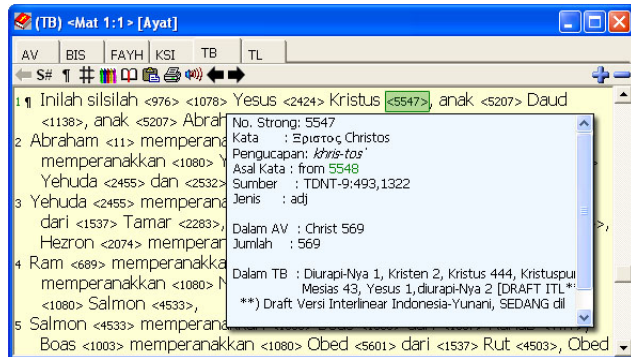 (TB) <Mat 1:1> [Ayat]
AV BIS FAYH KSI TB TL
S# ¶
1 ¶ Inilah silsilah <976> <1078> Yesus <2424> Kristus <5547>, anak <5207> Daud
<1138>, anak <5207> Abrah
2 Abraham <11> memperana
memperanakkan <1080> Y
Yehuda <2455> dan <2532>
3 Yehuda <2455> memperana
dari <1537> Tamar <2283>,
Hezron <2074> memperan
4 Ram <689> memperanakka
memperanakkan <1080> N
<1080> Salmon <4533>,
5 Salmon <4533> memperana
Boas <1003> memperanakkan <1080> Obed <5601> dari <1537> Rut <4503>, Obed
No. Strong: 5547
Kata : Ξριστος Christos
Pengucapan: khris-tos'
Asal Kata : from 5548
Sumber : TDNT-9:493,1322
Jenis : adj
Dalam AV : Christ 569
Jumlah : 569
Dalam TB : Diurapi-Nya 1, Kristen 2, Kristus 444, Kristuspun
Mesias 43, Yesus 1,diurapi-Nya 2 [DRAFT ITL**
**) Draft Versi Interlinear Indonesia-Yunani, SEDANG dil